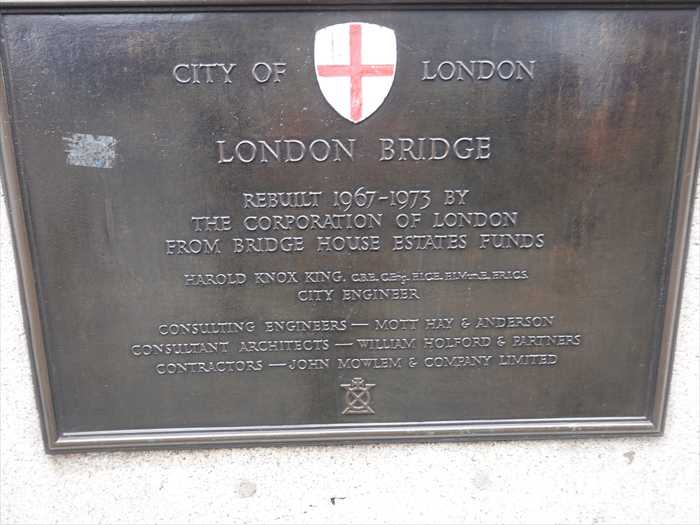 CITY OF LONDON
LONDON BRIDGE
REBUILT 1967-1973 BY
THE CORPORATION OF LONDON
FROM BRIDGE HOUSE ESTATES FUNDS
HAROLD KNOX KING, C.B.E., C.Eng., F.I.C.E., F.I.Mun.E., F.R.I.C.S.
CITY ENGINEER
CONSULTING ENGINEERS — MOTT HAY & ANDERSON
CONSULTANT ARCHITECTS — WILLIAM HOLFORD & PARTNERS
CONTRACTORS — JOHN MOWLEM & COMPANY LIMITED